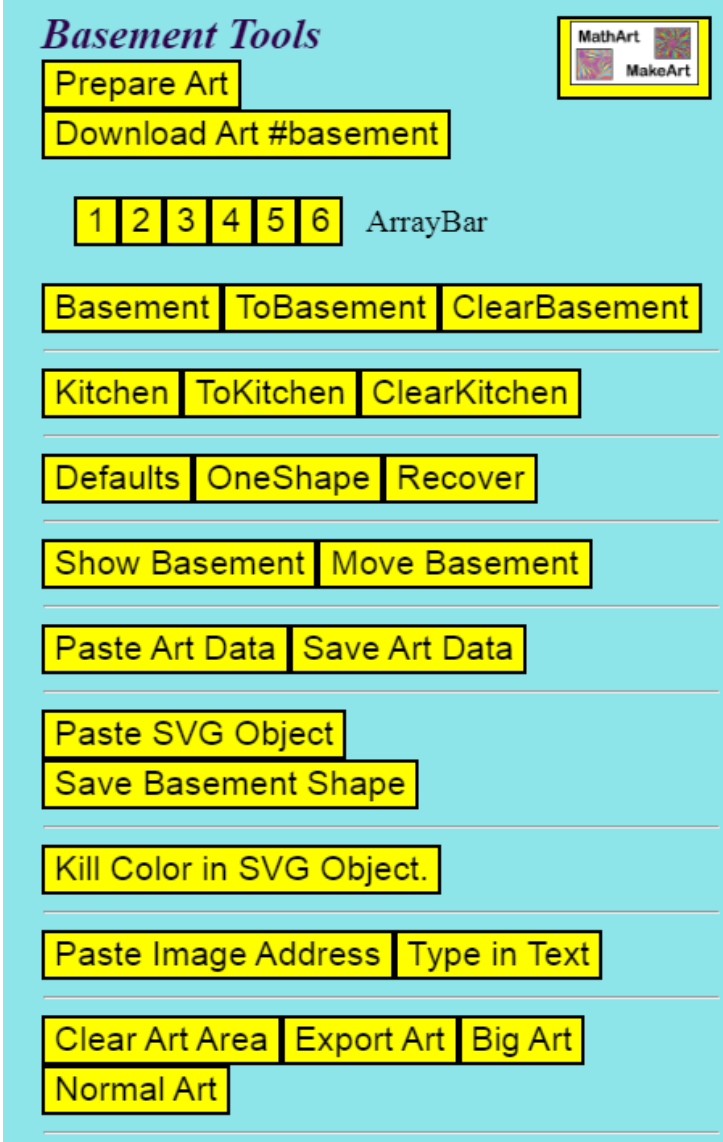 Basement Tools
MathArt
MakeArt
Prepare Art
Download Art #basement
1 2 3 4 5 6 ArrayBar
Basement ToBasement ClearBasement
Kitchen ToKitchen ClearKitchen
Defaults OneShape Recover
Show Basement Move Basement
Paste Art Data Save Art Data
Paste SVG Object
Save Basement Shape
Kill Color in SVG Object.
Paste Image Address Type in Text
Clear Art Area Export Art Big Art
Normal Art